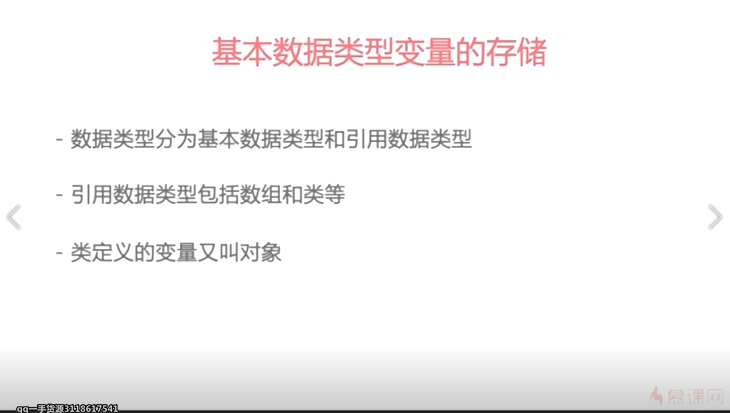 基本数据类型变量的存储
- 数据类型分为基本数据类型和引用数据类型
- 引用数据类型包括数组和类等
- 类定义的变量又叫对象
慕课网
qq一手货源3118617541